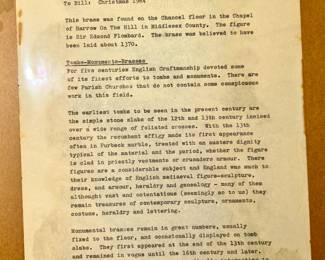 To Bill: Christmas 1984
This brass was found on the Chancel floor in the Chapel
of Harrow On The Hill in Middlesex County. The figure
is Sir Edmond Flombard. The brass was believed to have
been laid about 1370.
Tombs-Monuments-Brasses
For five centuries English Craftmanship devoted some
of its finest efforts to tombs and monuments. There are
few Parish Churches that do not contain some conspicuous
work in this field.
The earliest tombs to be seen in the present century are
the simple stone slabs of the 12th and 13th century incised
over a wide range of foliated crosses. With the 13th
century the recumbent effigy made its first appearance
often in Purbeck marble, treated with an masters dignity
typical of the material and the period, whether the figure
is clad in priestly vestments or crusaders armour. These
figures are a considerable subject and England was such to
their knowledge of English mediaeval figure-sculpture,
dress, and armour, heraldry and genealogy - many of them
although vast and ostentatious (seemingly so to us) they
remain treasures of contemporary sculpture, ornaments,
costume, heraldry and lettering.
Monumental brasses remain in great numbers, usually
fixed to the floor, and occasionally displayed on tomb
slabs. They first appeared at the end of the 13th century
and remained in vogue until the 16th century and later.